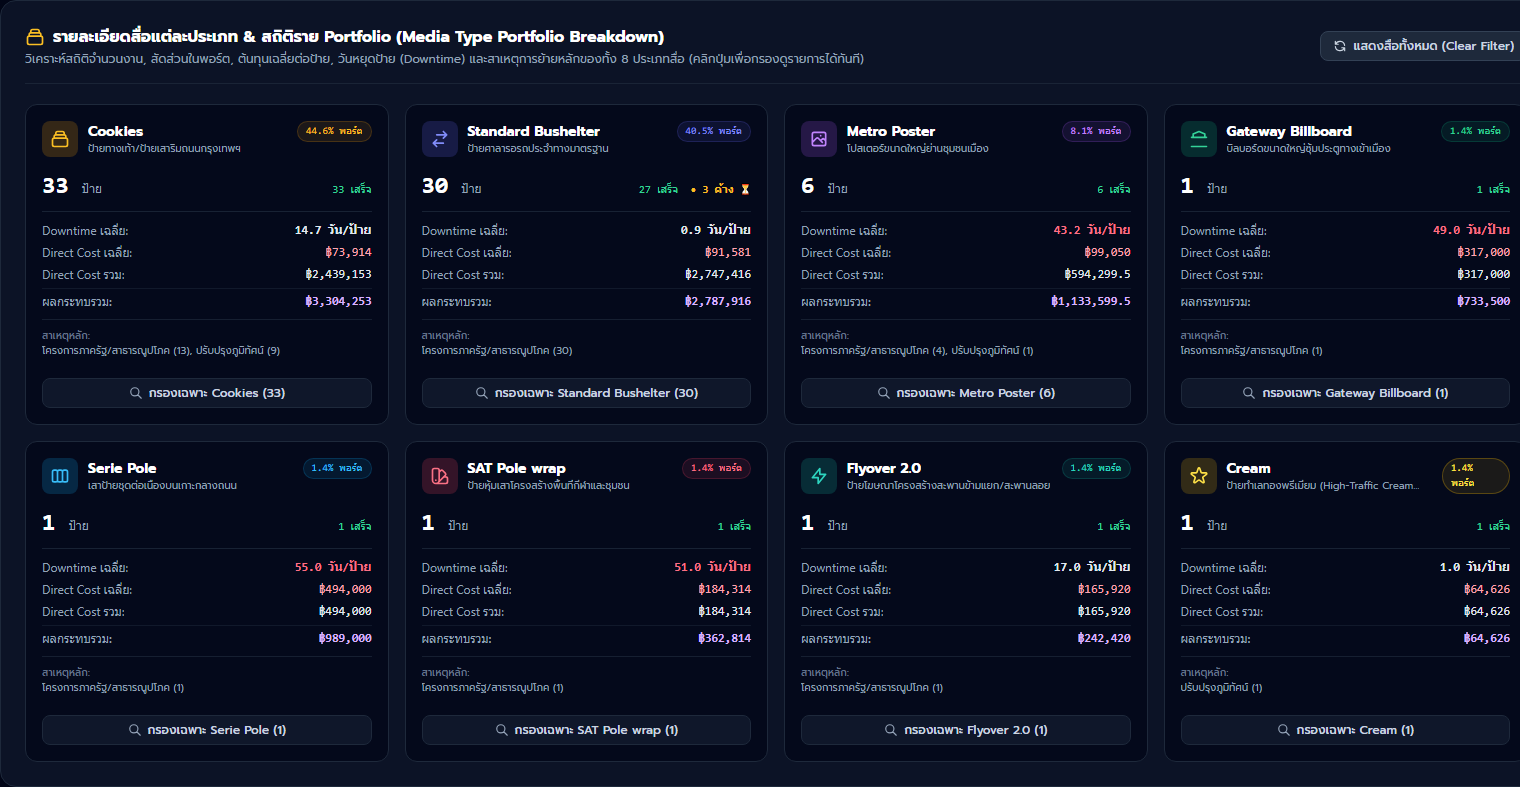 รายละเอียดสื่อแต่ละประเภท & สถิติราย Portfolio (Media Type Portfolio Breakdown)
วิเคราะห์สถิติจำนวนงาน, สัดส่วนในพอร์ต, ต้นทุนเฉลี่ยต่อป้าย, วันหยุดป้าย (Downtime) และสาเหตุการย้ายหลักของทั้ง 8 ประเภทสื่อ (คลิกปุ่มเพื่อกรองดูรายการได้ทันที)
แสดงสื่อทั้งหมด (Clear Filter)
Cookies
44.6% พอร์ต
ป้ายทางเท้า/ป้ายเสาริมถนนกรุงเทพฯ
33 ป้าย
33 เสร็จ
Downtime เฉลี่ย: 14.7 วัน/ป้าย
Direct Cost เฉลี่ย: ฿73,914
Direct Cost รวม: ฿2,439,153
ผลกระทบรวม: ฿3,304,253
สาเหตุหลัก:
โครงการภาครัฐ/สาธารณูปโภค (13), ปรับปรุงภูมิทัศน์ (9)
กรองเฉพาะ Cookies (33)
Standard Bushelter
40.5% พอร์ต
ป้ายศาลารอรถประจำทางมาตรฐาน
30 ป้าย
27 เสร็จ • 3 ค้าง ⏳
Downtime เฉลี่ย: 0.9 วัน/ป้าย
Direct Cost เฉลี่ย: ฿91,581
Direct Cost รวม: ฿2,747,416
ผลกระทบรวม: ฿2,787,916
สาเหตุหลัก:
โครงการภาครัฐ/สาธารณูปโภค (30)
กรองเฉพาะ Standard Bushelter (30)
Metro Poster
8.1% พอร์ต
โปสเตอร์ขนาดใหญ่ย่านชุมชนเมือง
6 ป้าย
6 เสร็จ
Downtime เฉลี่ย: 43.2 วัน/ป้าย
Direct Cost เฉลี่ย: ฿99,050
Direct Cost รวม: ฿594,299.5
ผลกระทบรวม: ฿1,133,599.5
สาเหตุหลัก:
โครงการภาครัฐ/สาธารณูปโภค (4), ปรับปรุงภูมิทัศน์ (1)
กรองเฉพาะ Metro Poster (6)
Gateway Billboard
1.4% พอร์ต
บิลบอร์ดขนาดใหญ่ซุ้มประตูทางเข้าเมือง
1 ป้าย
1 เสร็จ
Downtime เฉลี่ย: 49.0 วัน/ป้าย
Direct Cost เฉลี่ย: ฿317,000
Direct Cost รวม: ฿317,000
ผลกระทบรวม: ฿733,500
สาเหตุหลัก:
โครงการภาครัฐ/สาธารณูปโภค (1)
กรองเฉพาะ Gateway Billboard (1)
Serie Pole
1.4% พอร์ต
เสาป้ายชุดต่อเนื่องบนเกาะกลางถนน
1 ป้าย
1 เสร็จ
Downtime เฉลี่ย: 55.0 วัน/ป้าย
Direct Cost เฉลี่ย: ฿494,000
Direct Cost รวม: ฿494,000
ผลกระทบรวม: ฿989,000
สาเหตุหลัก:
โครงการภาครัฐ/สาธารณูปโภค (1)
กรองเฉพาะ Serie Pole (1)
SAT Pole wrap
1.4% พอร์ต
ป้ายหุ้มเสาโครงสร้างพื้นที่กีฬาและชุมชน
1 ป้าย
1 เสร็จ
Downtime เฉลี่ย: 51.0 วัน/ป้าย
Direct Cost เฉลี่ย: ฿184,314
Direct Cost รวม: ฿184,314
ผลกระทบรวม: ฿362,814
สาเหตุหลัก:
โครงการภาครัฐ/สาธารณูปโภค (1)
กรองเฉพาะ SAT Pole wrap (1)
Flyover 2.0
1.4% พอร์ต
ป้ายโฆษณาโครงสร้างสะพานข้ามแยก/สะพานลอย
1 ป้าย
1 เสร็จ
Downtime เฉลี่ย: 17.0 วัน/ป้าย
Direct Cost เฉลี่ย: ฿165,920
Direct Cost รวม: ฿165,920
ผลกระทบรวม: ฿242,420
สาเหตุหลัก:
โครงการภาครัฐ/สาธารณูปโภค (1)
กรองเฉพาะ Flyover 2.0 (1)
Cream
1.4%
พอร์ต
ป้ายทำเลทองพรีเมียม (High-Traffic Cream...
1 ป้าย
1 เสร็จ
Downtime เฉลี่ย: 1.0 วัน/ป้าย
Direct Cost เฉลี่ย: ฿64,626
Direct Cost รวม: ฿64,626
ผลกระทบรวม: ฿64,626
สาเหตุหลัก:
ปรับปรุงภูมิทัศน์ (1)
กรองเฉพาะ Cream (1)